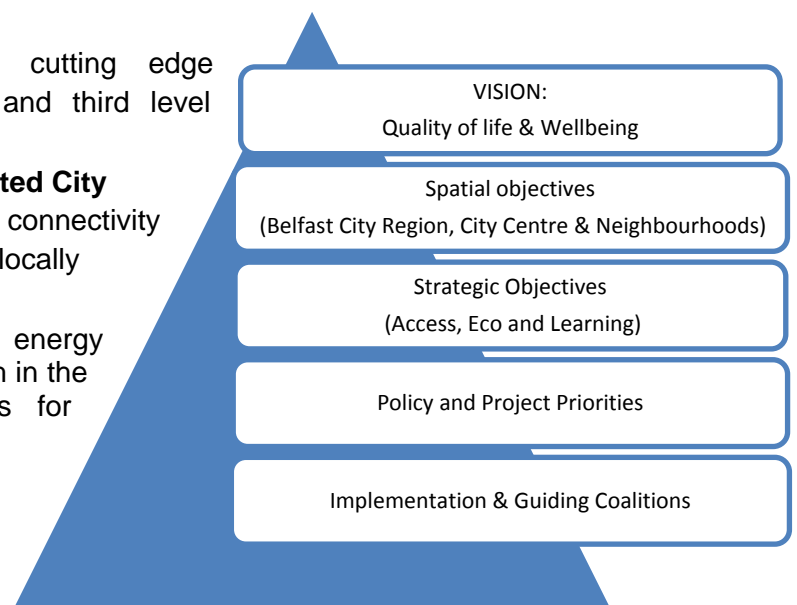 cutting edge
and third level
ted City
connectivity
locally
energy
n in the
s for
VISION:
Quality of life & Wellbeing
Spatial objectives
(Belfast City Region, City Centre & Neighbourhoods)
Strategic Objectives
(Access, Eco and Learning)
Policy and Project Priorities
Implementation & Guiding Coalitions